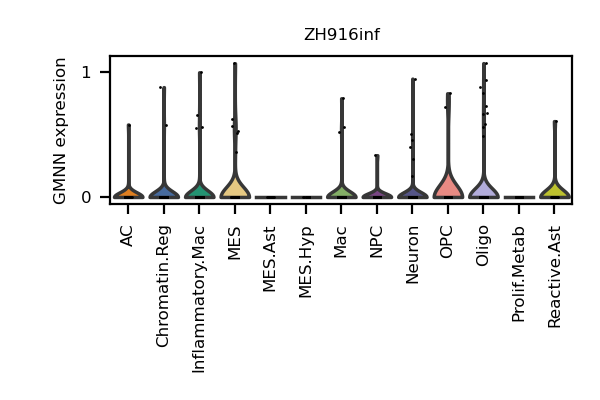 ZH916inf
GMNN expression
1
0
AC
Chromatin.Reg
Inflammatory.Mac
MES
MES.Ast
MES.Hyp
Mac
NPC
Neuron
OPC
Oligo
Prolif.Metab
Reactive.Ast